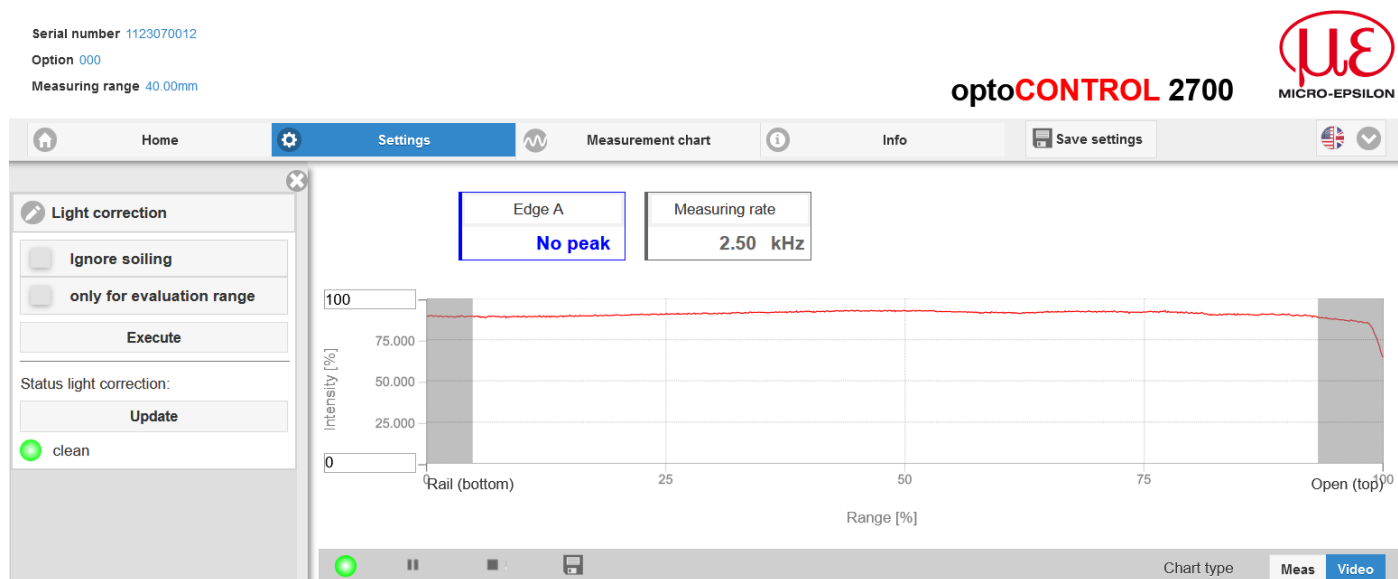 Serial number 1123070012
Option 000
Measuring range 40.00mm
optoCONTROL 2700
με
MICRO-EPSILON
Home
Settings
Measurement chart
Info
Save settings
Light correction
Ignore soiling
only for evaluation range
Execute
Status light correction:
Update
clean
Edge A
No peak
Measuring rate
2.50 kHz
100
75.000
50.000
25.000
0
Intensity [%]
0
25
50
75
100
Rail (bottom)
Open (top)
Range [%]
Chart type
Meas
Video